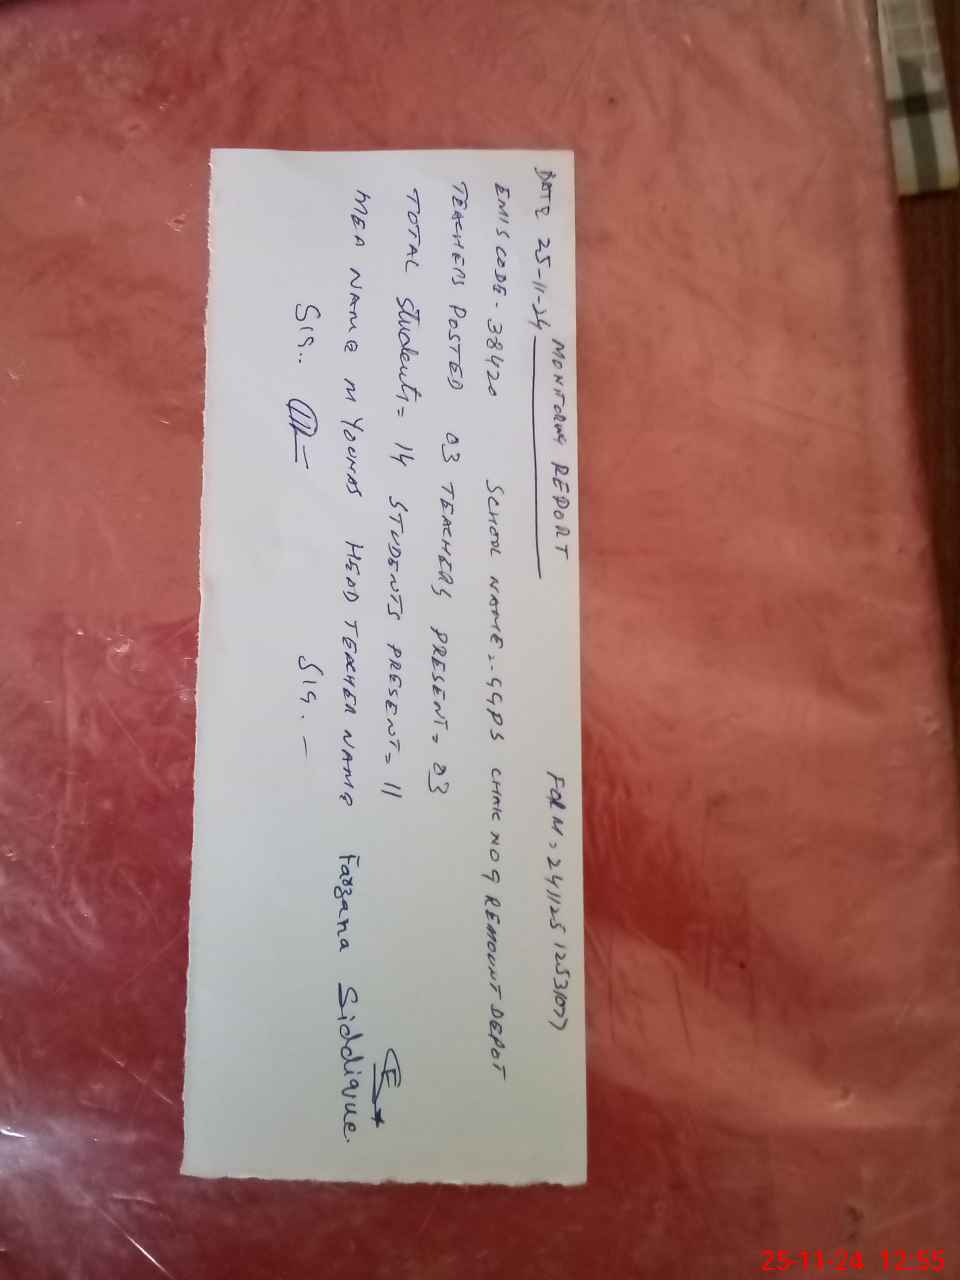 MONITORING REPORT
DATE 25-11-24 FORM, 241125 1253107)
EMIS CODE- 38420 SCHOOL NAME.- GGPS CHAK NO 9 REMOUNT DEPOT
TEACHERS POSTED 03 TEACHERS PRESENT= 03
TOTAL Students= 14 STUDENTS PRESENT= 11
MEA NAME M YOUNAS HEAD TEACHER NAME Farzana Siddique.
SIG.. SIG. -
25-11-24 12:55